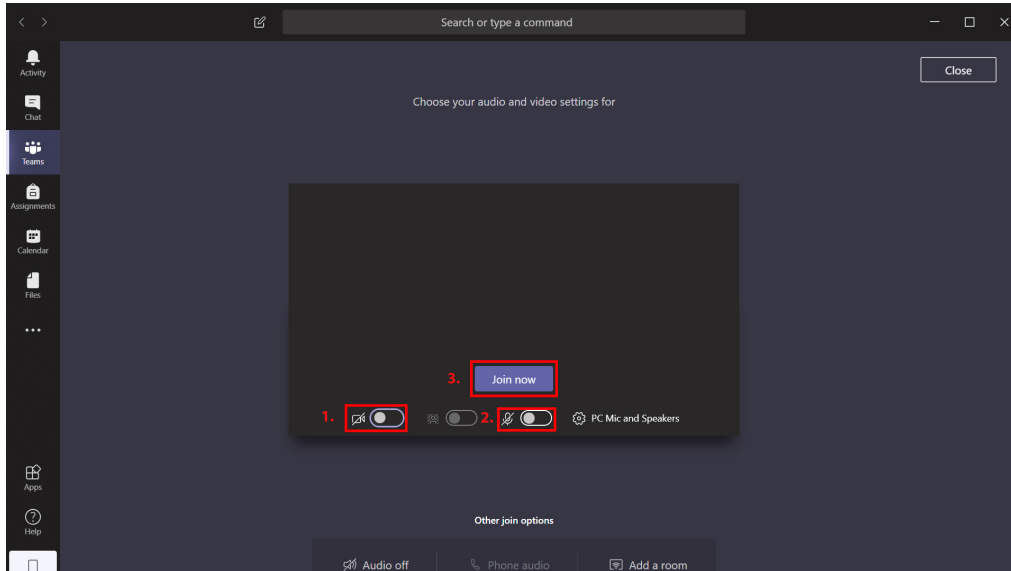 Search or type a command
Activity
Chat
Teams
Assignments
Calendar
Files
Apps
Help
Close
Choose your audio and video settings for
3. Join now
1. 2. PC Mic and Speakers
Other join options
Audio off Phone audio Add a room